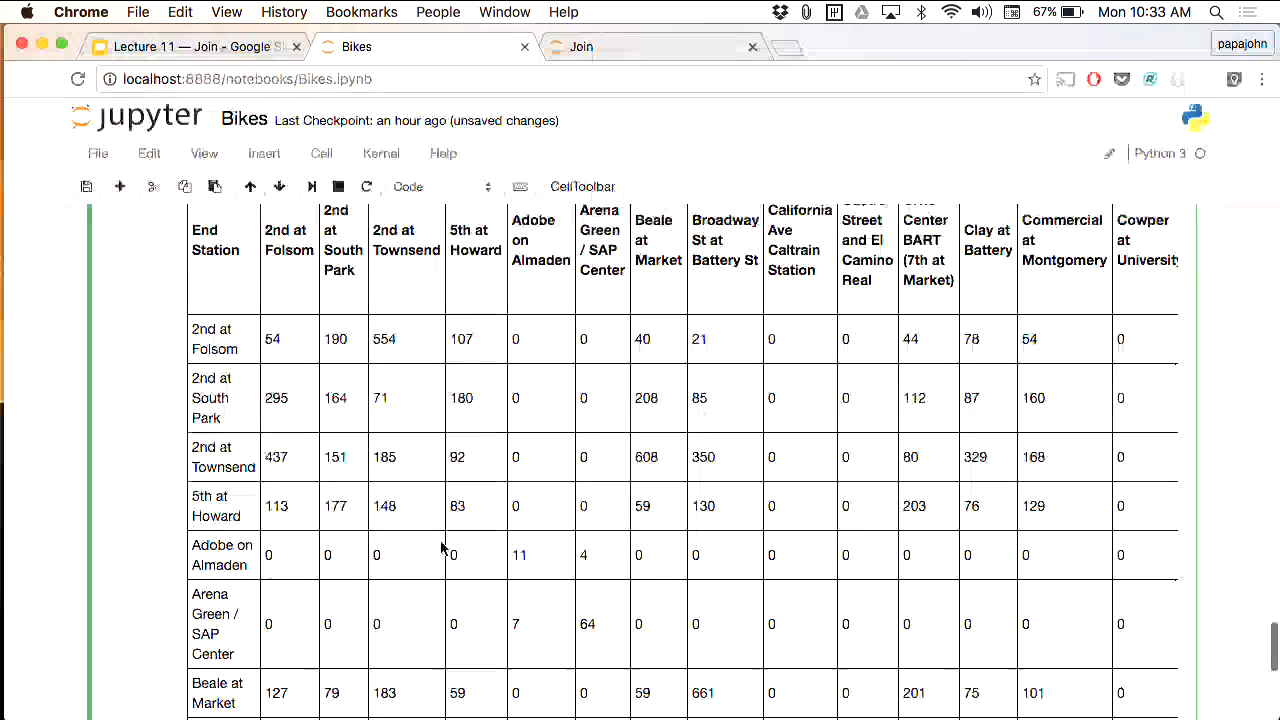 Chrome File Edit View History Bookmarks People Window Help 67% Mon 10:33 AM
Lecture 11 — Join - Google Sl Bikes Join papajohn
localhost:8888/notebooks/Bikes.ipynb
jupyter Bikes Last Checkpoint: an hour ago (unsaved changes)
File Edit View Insert Cell Kernel Help Python 3
Code CellToolbar
End Station 2nd at Folsom 2nd at South Park 2nd at Townsend 5th at Howard Adobe on Almaden Arena Green / SAP Center Beale at Market Broadway St at Battery St California Ave Caltrain Station Street and El Camino Real Center BART (7th at Market) Clay at Battery Commercial at Montgomery Cowper at University
2nd at Folsom 54 190 554 107 0 0 40 21 0 0 44 78 54 0
2nd at South Park 295 164 71 180 0 0 208 85 0 0 112 87 160 0
2nd at Townsend 437 151 185 92 0 0 608 350 0 0 80 329 168 0
5th at Howard 113 177 148 83 0 0 59 130 0 0 203 76 129 0
Adobe on Almaden 0 0 0 0 11 4 0 0 0 0 0 0 0 0
Arena Green / SAP Center 0 0 0 0 7 64 0 0 0 0 0 0 0 0
Beale at Market 127 79 183 59 0 0 59 661 0 0 201 75 101 0